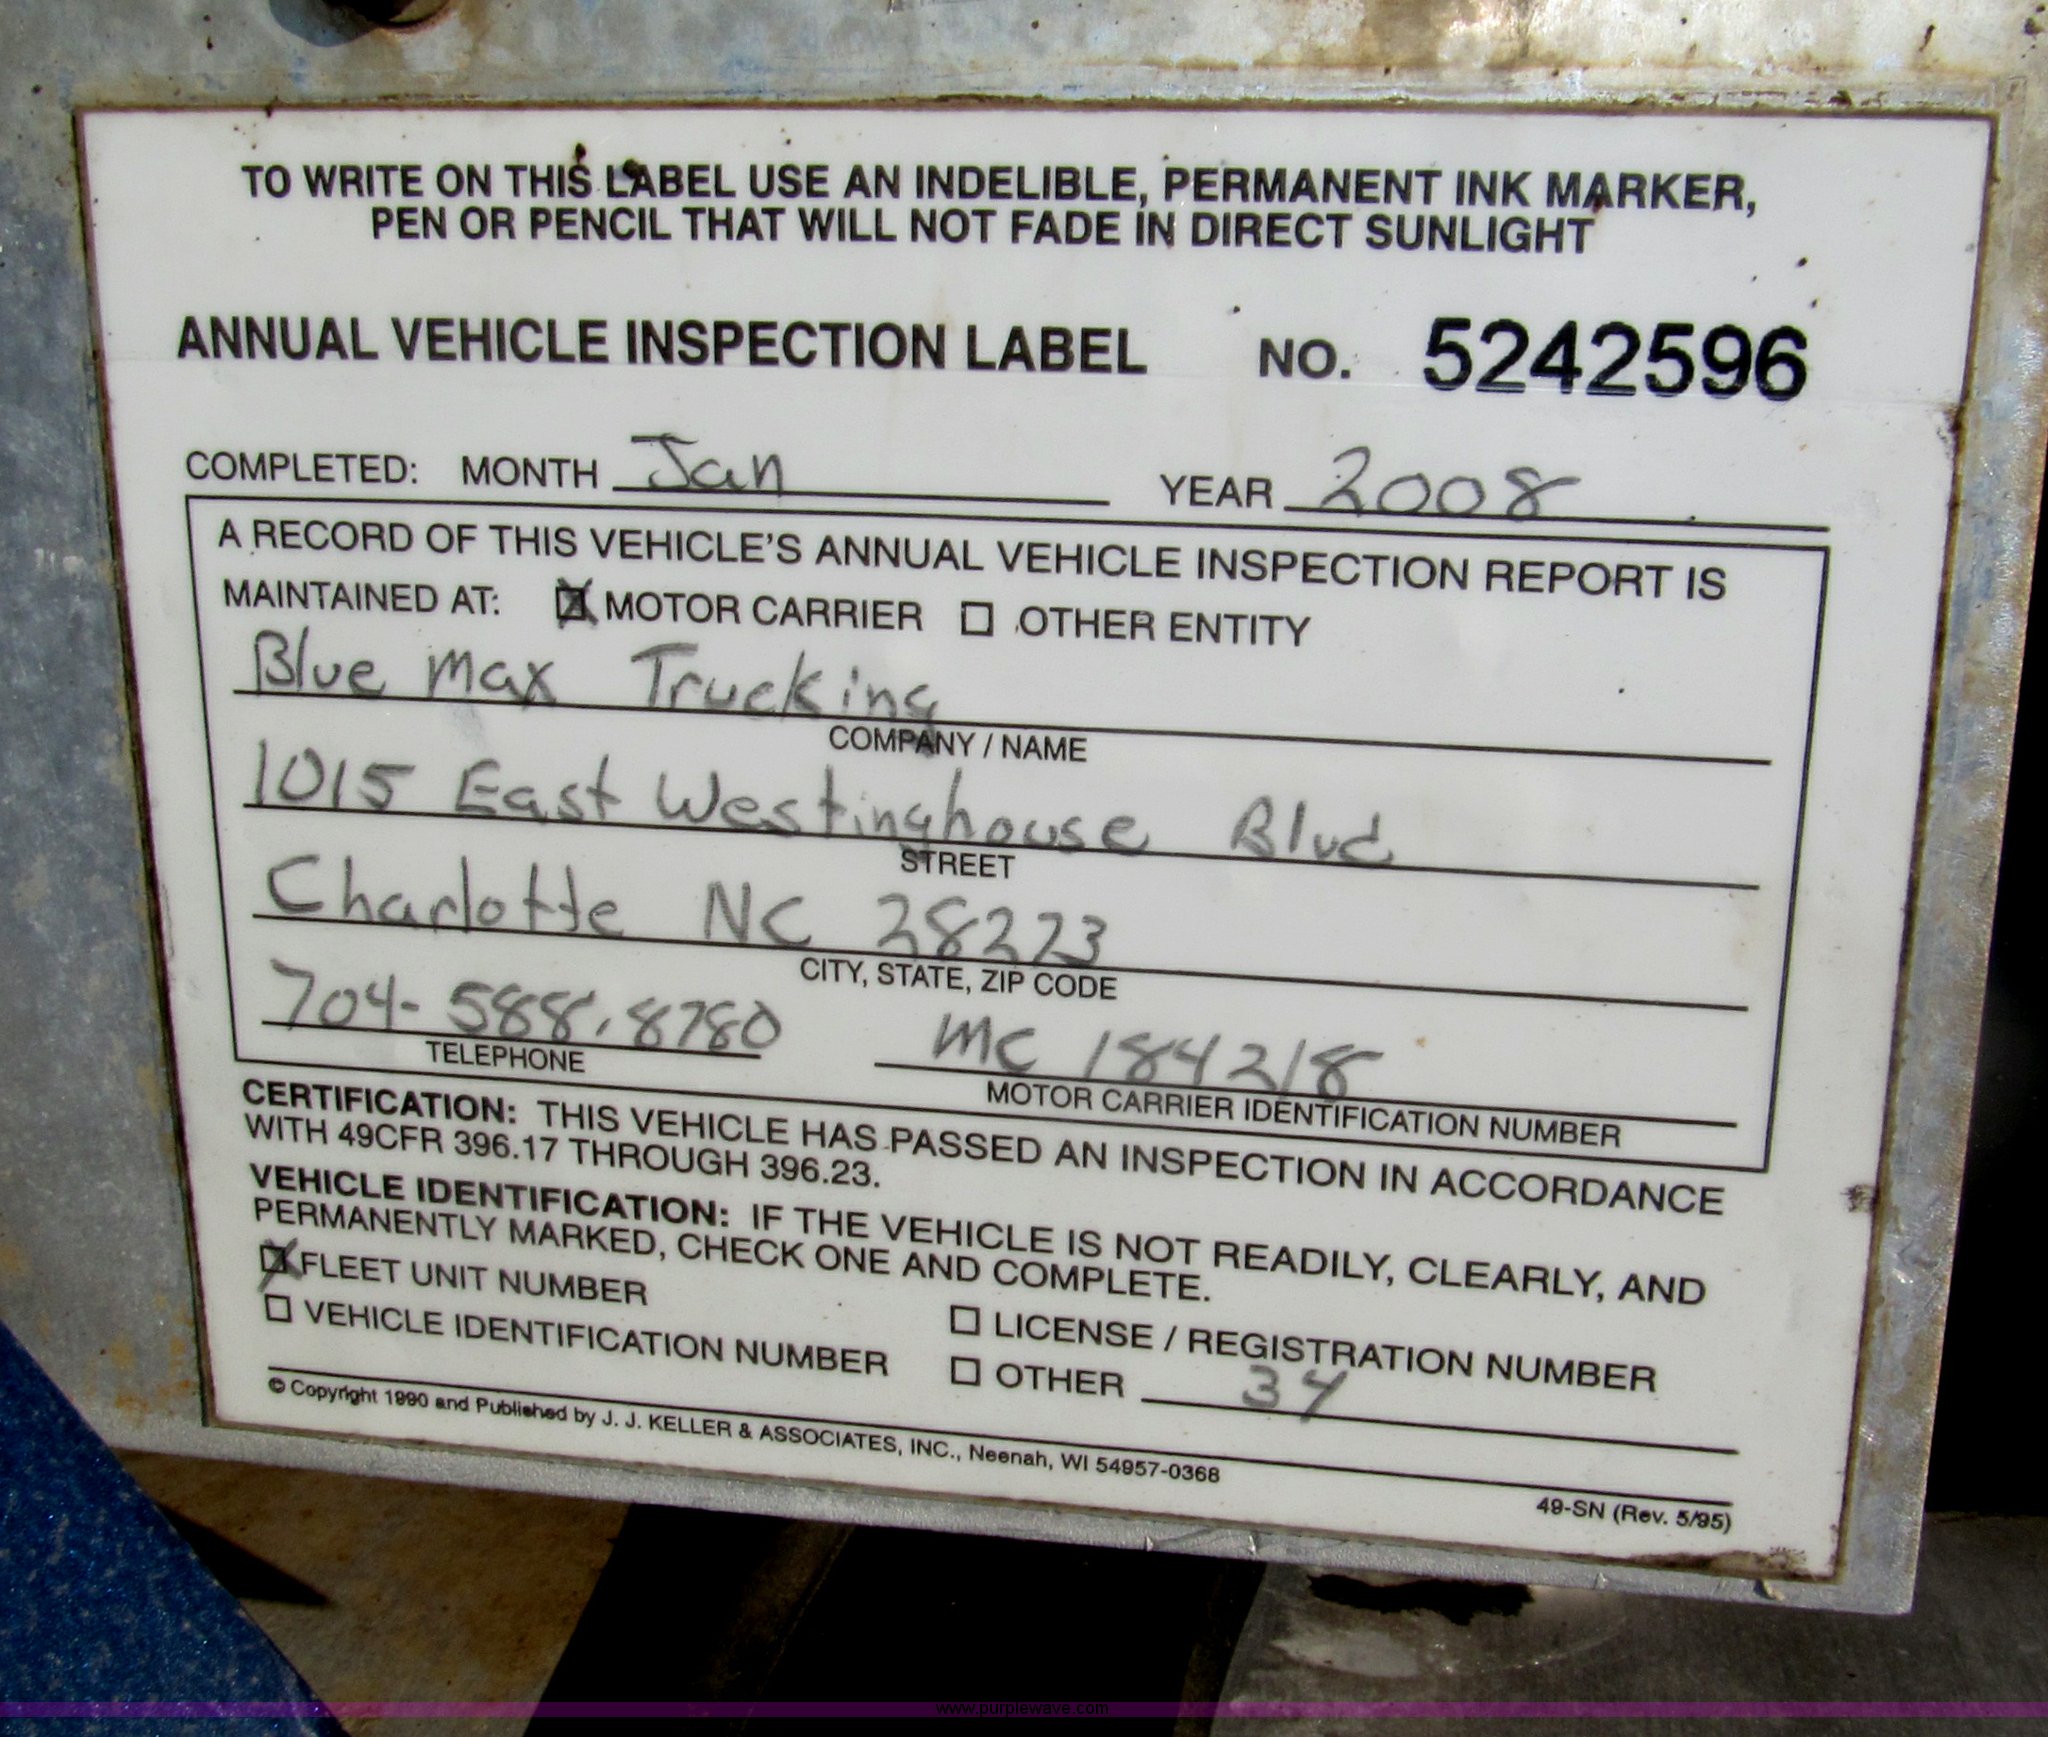 TO WRITE ON THIS LABEL USE AN INDELIBLE, PERMANENT INK MARKER,
PEN OR PENCIL THAT WILL NOT FADE IN DIRECT SUNLIGHT
ANNUAL VEHICLE INSPECTION LABEL NO. 5242596
COMPLETED: MONTH Jan YEAR 2008
A RECORD OF THIS VEHICLE'S ANNUAL VEHICLE INSPECTION REPORT IS
MAINTAINED AT: MOTOR CARRIER OTHER ENTITY
Blue Max Trucking
COMPANY / NAME
1015 East Westinghouse Blvd
STREET
Charlotte NC 28273
CITY, STATE, ZIP CODE
704-588-8780 MC 184218
TELEPHONE MOTOR CARRIER IDENTIFICATION NUMBER
CERTIFICATION: THIS VEHICLE HAS PASSED AN INSPECTION IN ACCORDANCE
WITH 49CFR 396.17 THROUGH 396.23.
VEHICLE IDENTIFICATION: IF THE VEHICLE IS NOT READILY, CLEARLY, AND
PERMANENTLY MARKED, CHECK ONE AND COMPLETE.
FLEET UNIT NUMBER LICENSE / REGISTRATION NUMBER
VEHICLE IDENTIFICATION NUMBER OTHER 34
© Copyright 1990 and Published by J. J. KELLER & ASSOCIATES, INC., Neenah, WI 54957-0368
49-SN (Rev. 5/95)
www.purplewave.com